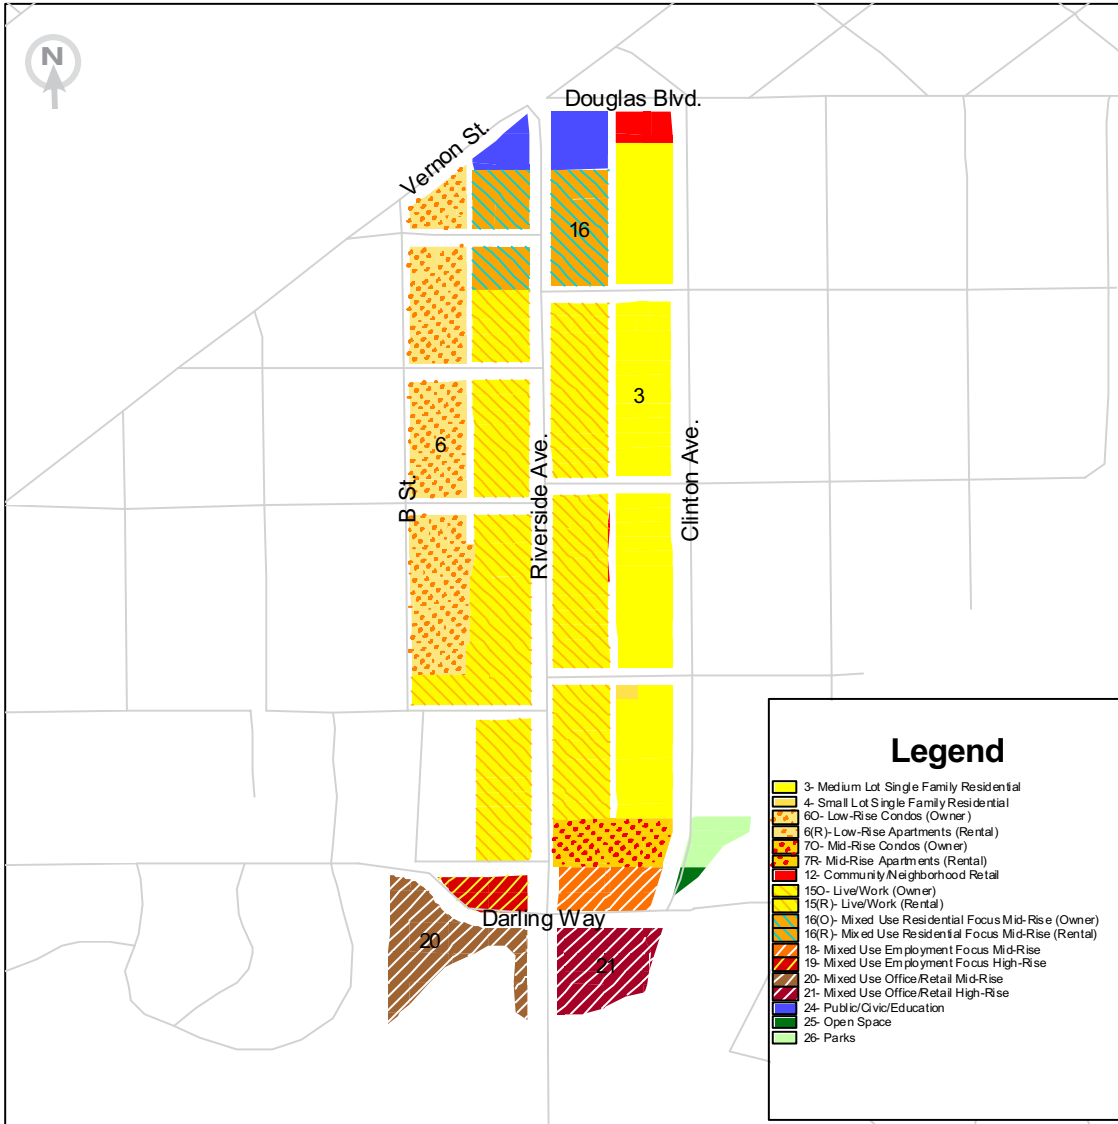 N
Douglas Blvd.
Vernon St.
16
3
6
B St.
Riverside Ave.
Clinton Ave.
Darling Way
20
21
Legend
3- Medium Lot Single Family Residential
4- Small Lot Single Family Residential
6O- Low-Rise Condos (Owner)
6(R)- Low-Rise Apartments (Rental)
7O- Mid-Rise Condos (Owner)
7R- Mid-Rise Apartments (Rental)
12- Community/Neighborhood Retail
15O- Live/Work (Owner)
15(R)- Live/Work (Rental)
16(O)- Mixed Use Residential Focus Mid-Rise (Owner)
16(R)- Mixed Use Residential Focus Mid-Rise (Rental)
18- Mixed Use Employment Focus Mid-Rise
19- Mixed Use Employment Focus High-Rise
20- Mixed Use Office/Retail Mid-Rise
21- Mixed Use Office/Retail High-Rise
24- Public/Civic/Education
25- Open Space
26- Parks